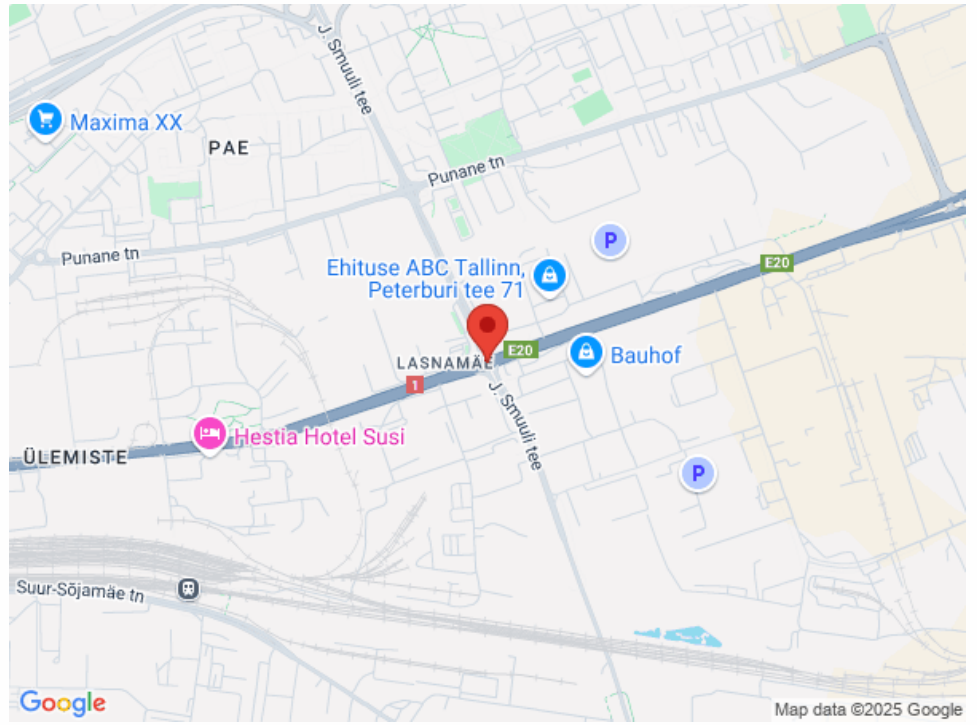 J. Smuuli tee
Maxima XX
PAE
Punane tn
Punane tn
P
E20
Ehituse ABC Tallinn,
Peterburi tee 71
E20
Bauhof
LASNAMÄE
1
J. Smuuli tee
Hestia Hotel Susi
ÜLEMISTE
P
Suur-Sõjamäe tn
Google
Map data ©2025 Google